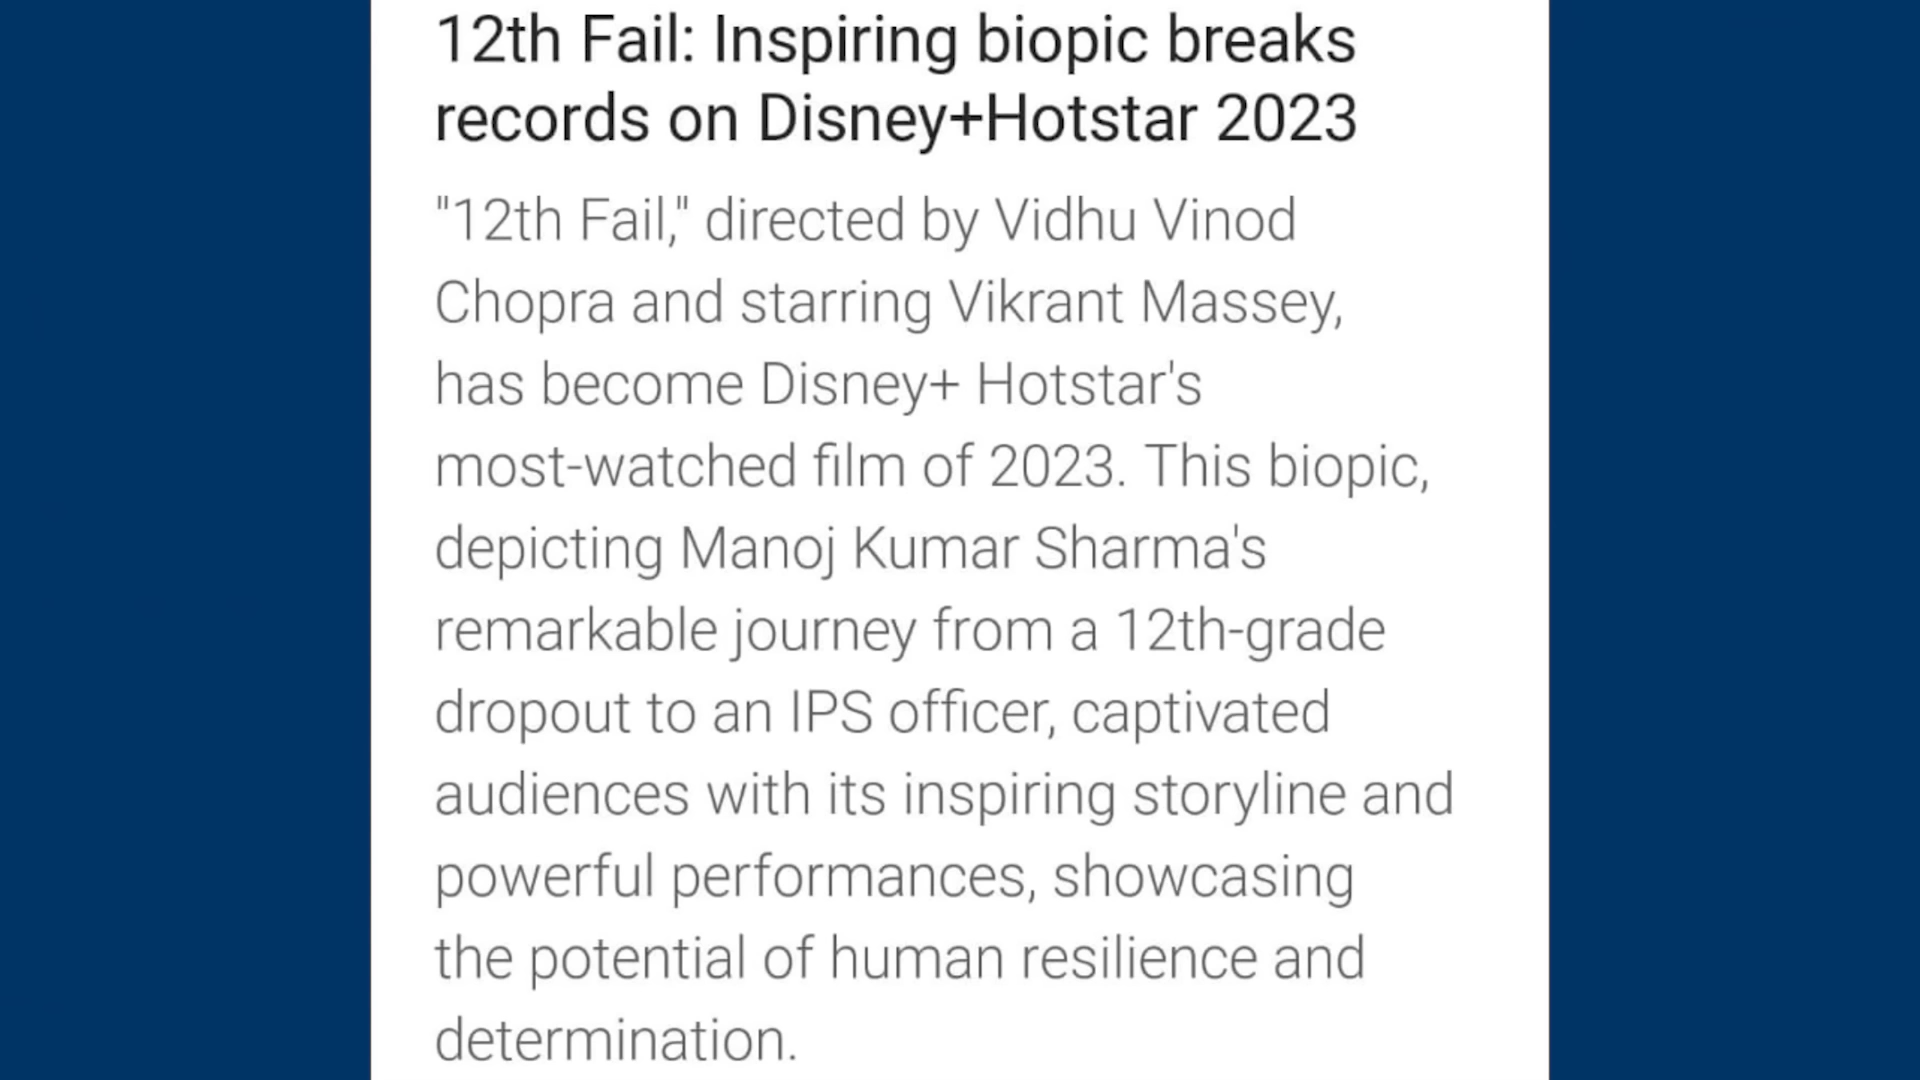 12th Fail: Inspiring biopic breaks
records on Disney+Hotstar 2023
"12th Fail," directed by Vidhu Vinod
Chopra and starring Vikrant Massey,
has become Disney+ Hotstar's
most-watched film of 2023. This biopic,
depicting Manoj Kumar Sharma's
remarkable journey from a 12th-grade
dropout to an IPS officer, captivated
audiences with its inspiring storyline and
powerful performances, showcasing
the potential of human resilience and
determination.